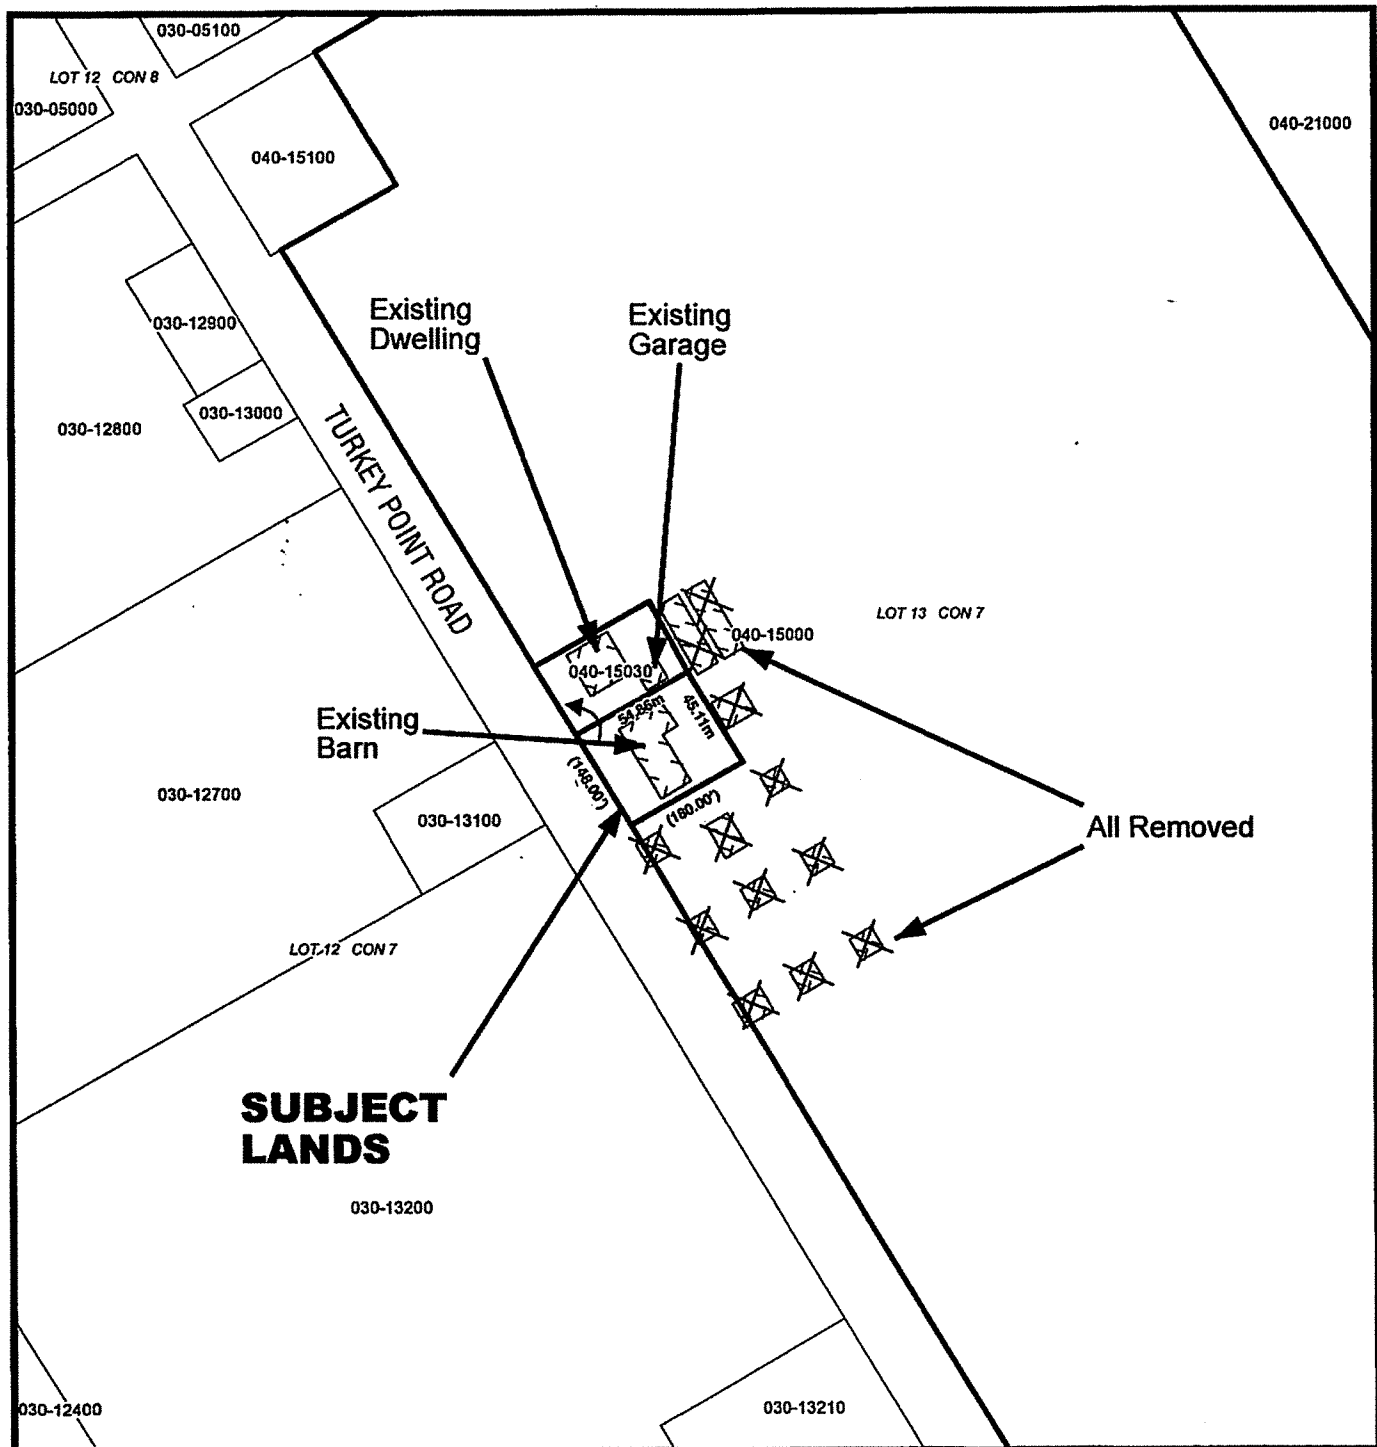 030-05100
LOT 12 CON 8
030-05000
040-15100
040-21000
Existing
Dwelling
Existing
Garage
030-12900
030-13000
030-12800
TURKEY POINT ROAD
LOT 13 CON 7
040-15000
040-15030
54.86m
45.11m
Existing
Barn
(148.00')
(180.00')
030-12700
030-13100
All Removed
LOT 12 CON 7
SUBJECT
LANDS
030-13200
030-12400
030-13210